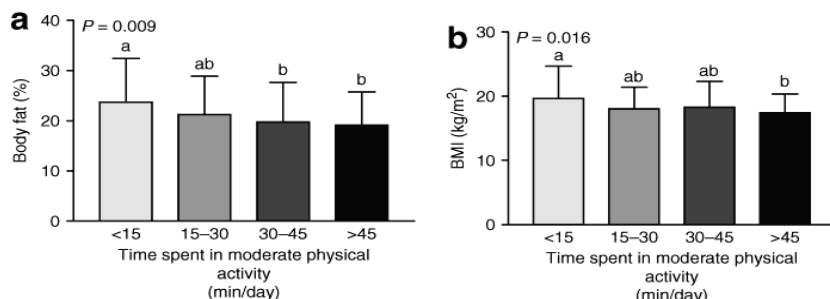 a
P = 0.009
a
ab
b
b
40
30
20
10
0
Body fat (%)
<15
15–30
30–45
>45
Time spent in moderate physical
activity
(min/day)
b
P = 0.016
a
ab
ab
b
30
20
10
0
BMI (kg/m²)
<15
15–30
30–45
>45
Time spent in moderate physical
activity
(min/day)